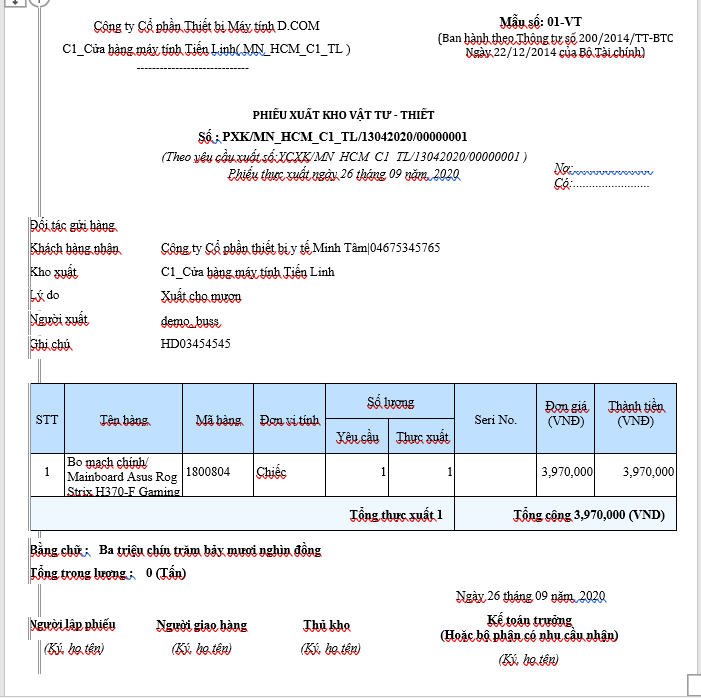 Công ty Cổ phần Thiết bị Máy tính D.COM
C1_Cửa hàng máy tính Tiến Linh( MN_HCM_C1_TL )
-----------------------------
Mẫu số: 01-VT
(Ban hành theo Thông tư số 200/2014/TT-BTC
Ngày 22/12/2014 của Bộ Tài chính)
PHIẾU XUẤT KHO VẬT TƯ - THIẾT
Số : PXK/MN_HCM_C1_TL/13042020/00000001
(Theo yêu cầu xuất số:YCXK/MN_HCM_C1_TL/13042020/00000001 )
Phiếu thực xuất ngày 26 tháng 09 năm 2020
Nợ:........................
Có:........................
Đối tác gửi hàng
Khách hàng nhận Công ty Cổ phần thiết bị y tế Minh Tâm|04675345765
Kho xuất C1_Cửa hàng máy tính Tiến Linh
Lý do Xuất cho mượn
Người xuất demo_buss
Ghi chú HD03454545
STT Tên hàng Mã hàng Đơn vị tính Số lượng Seri No. Đơn giá (VNĐ) Thành tiền (VNĐ)
Yêu cầu Thực xuất
1 Bo mạch chính/ Mainboard Asus Rog Strix H370-F Gaming 1800804 Chiếc 1 1 3,970,000 3,970,000
Tổng thực xuất 1 Tổng cộng 3,970,000 (VND)
Bằng chữ : Ba triệu chín trăm bảy mươi nghìn đồng
Tổng trọng lượng : 0 (Tấn)
Ngày 26 tháng 09 năm 2020
Người lập phiếu Người giao hàng Thủ kho Kế toán trưởng
(Hoặc bộ phận có nhu cầu nhận)
(Ký, họ tên) (Ký, họ tên) (Ký, họ tên) (Ký, họ tên)